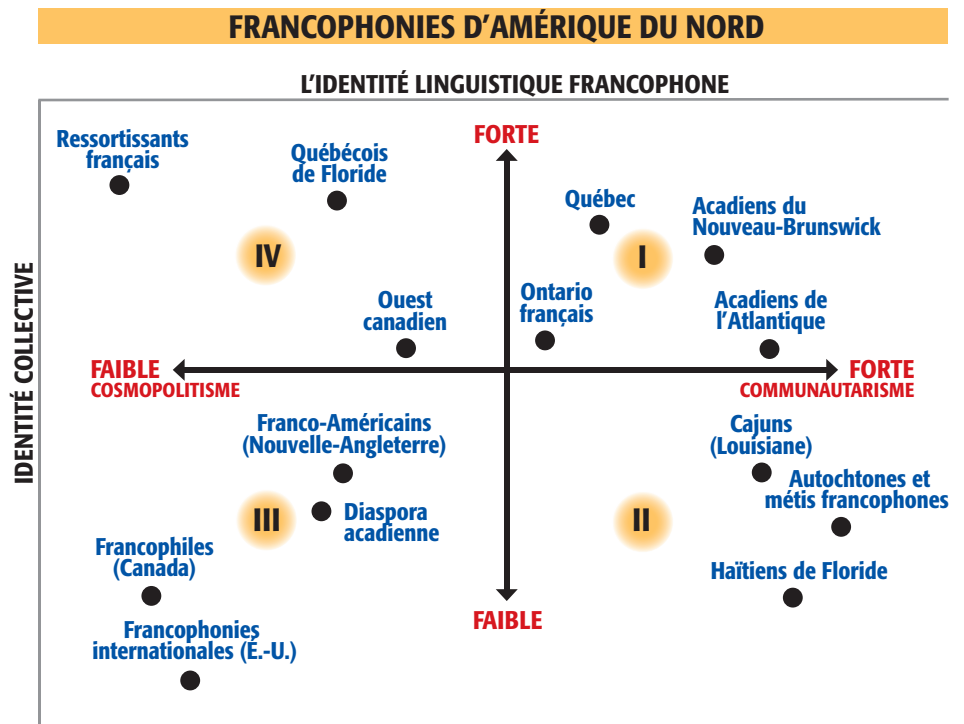 FRANCOPHONIES D'AMÉRIQUE DU NORD
L'IDENTITÉ LINGUISTIQUE FRANCOPHONE
IDENTITÉ COLLECTIVE
FORTE
Ressortissants
français
Québécois
de Floride
Québec
Acadiens du
Nouveau-Brunswick
IV
I
Ouest
canadien
Ontario
français
Acadiens de
l'Atlantique
FAIBLE
COSMOPOLITISME
FORTE
COMMUNAUTARISME
Franco-Américains
(Nouvelle-Angleterre)
Cajuns
(Louisiane)
Autochtones et
métis francophones
III
Diaspora
acadienne
II
Francophiles
(Canada)
Haïtiens de Floride
FAIBLE
Francophonies
internationales (É.-U.)